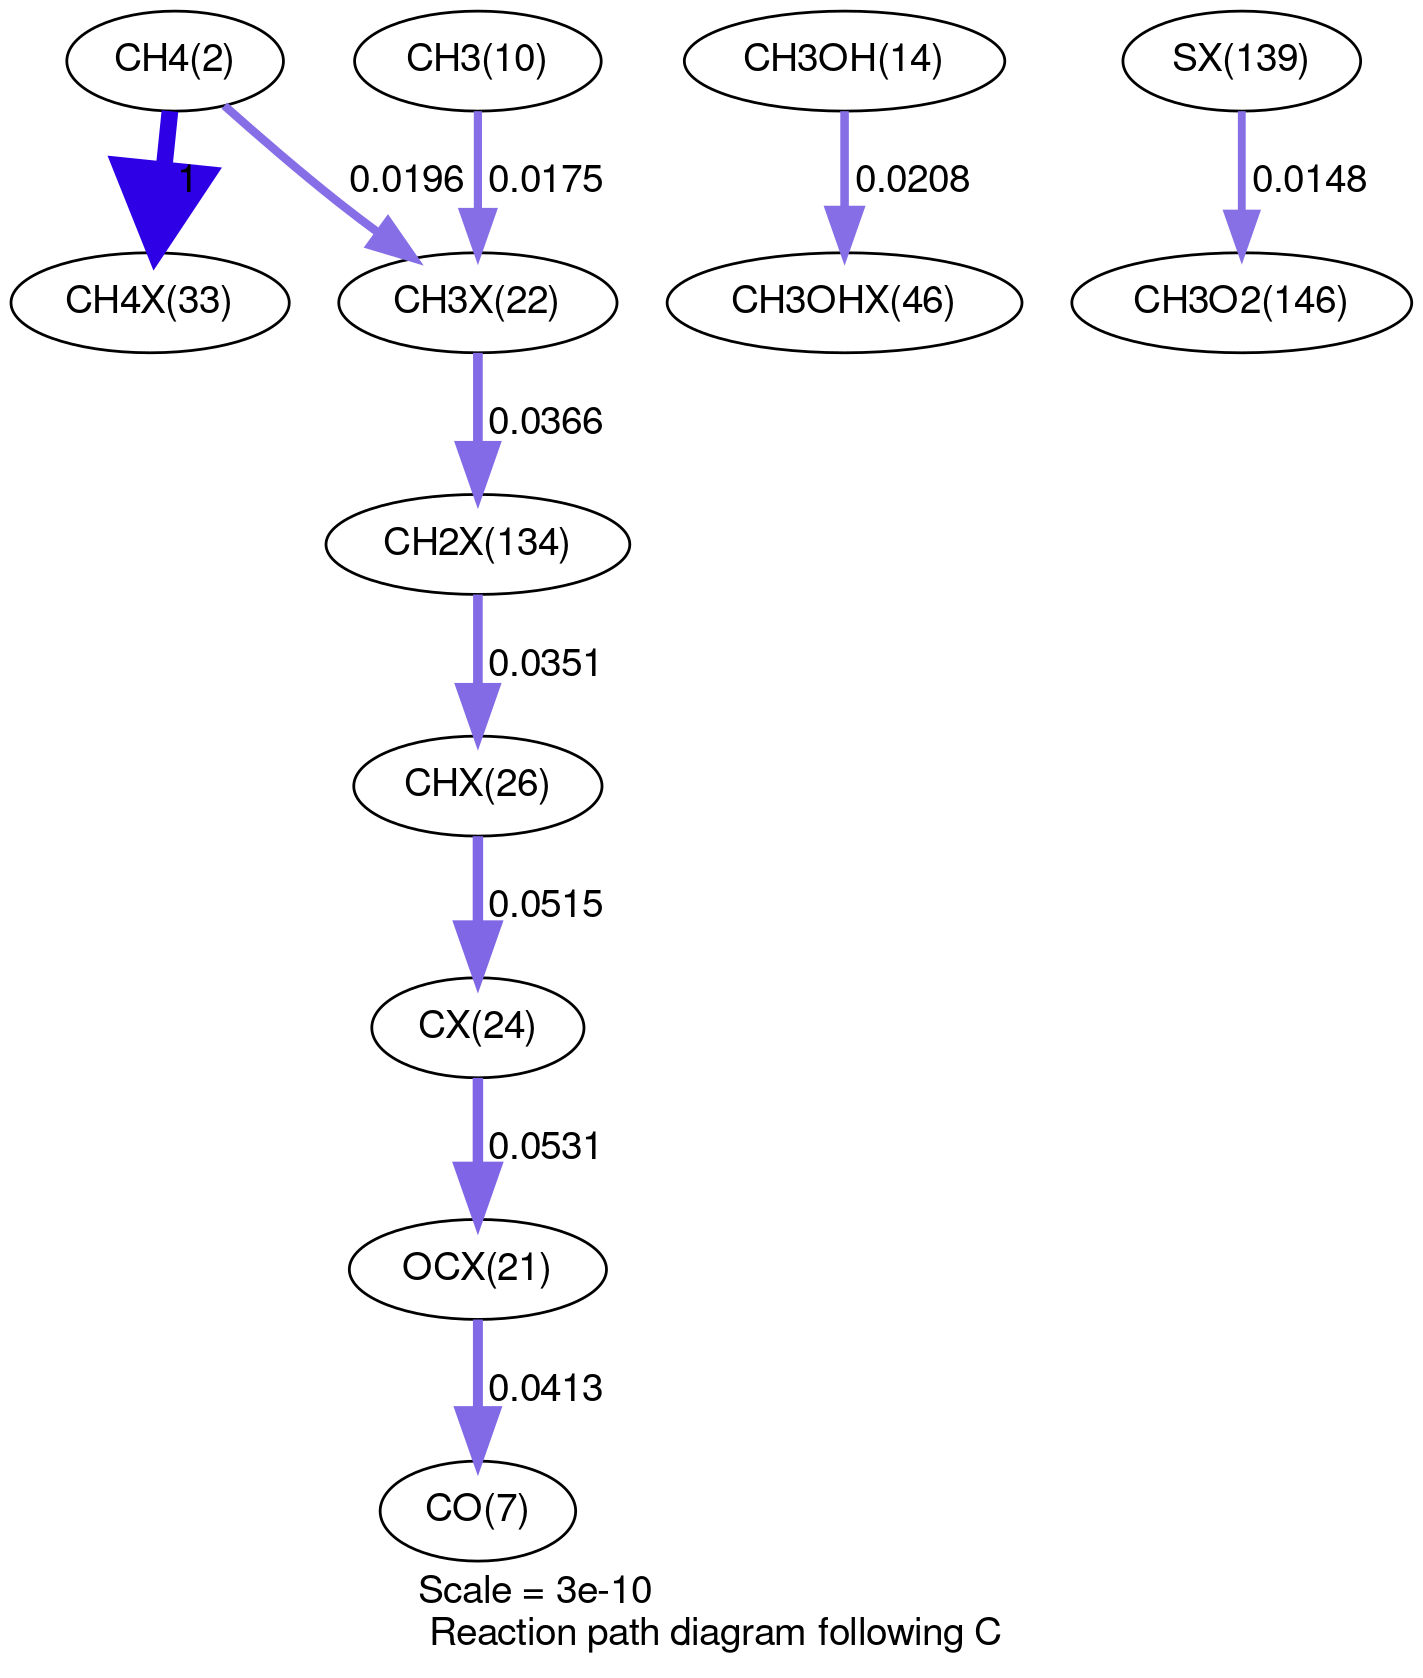 CH4(2)
CH3(10)
CH3OH(14)
SX(139)
1
0.0196
0.0175
0.0208
0.0148
CH4X(33)
CH3X(22)
CH3OHX(46)
CH3O2(146)
0.0366
CH2X(134)
0.0351
CHX(26)
0.0515
CX(24)
0.0531
OCX(21)
0.0413
CO(7)
Scale = 3e-10
Reaction path diagram following C